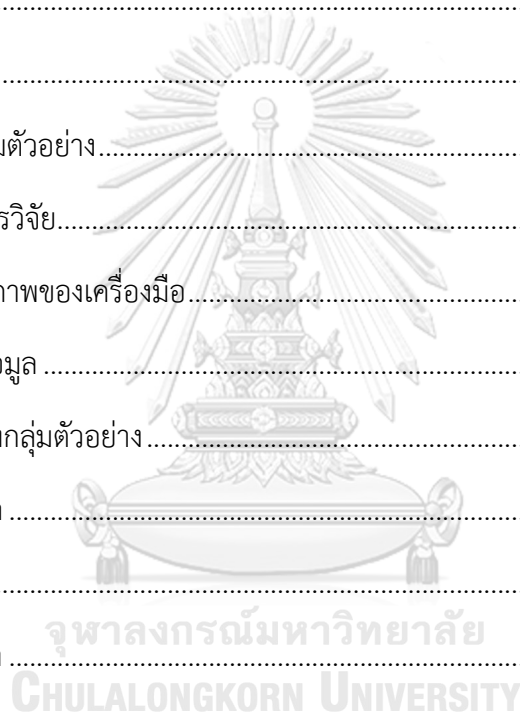 ...........................................................................
...........................................................................
มตัวอย่าง...........................................................
รวิจัย.................................................................
าพของเครื่องมือ...............................................
อมูล ..................................................................
งกลุ่มตัวอย่าง.....................................................
........................................................................
...........................................................................
จุฬาลงกรณ์มหาวิทยาลัย
........................................................................
CHULALONGKORN UNIVERSITY